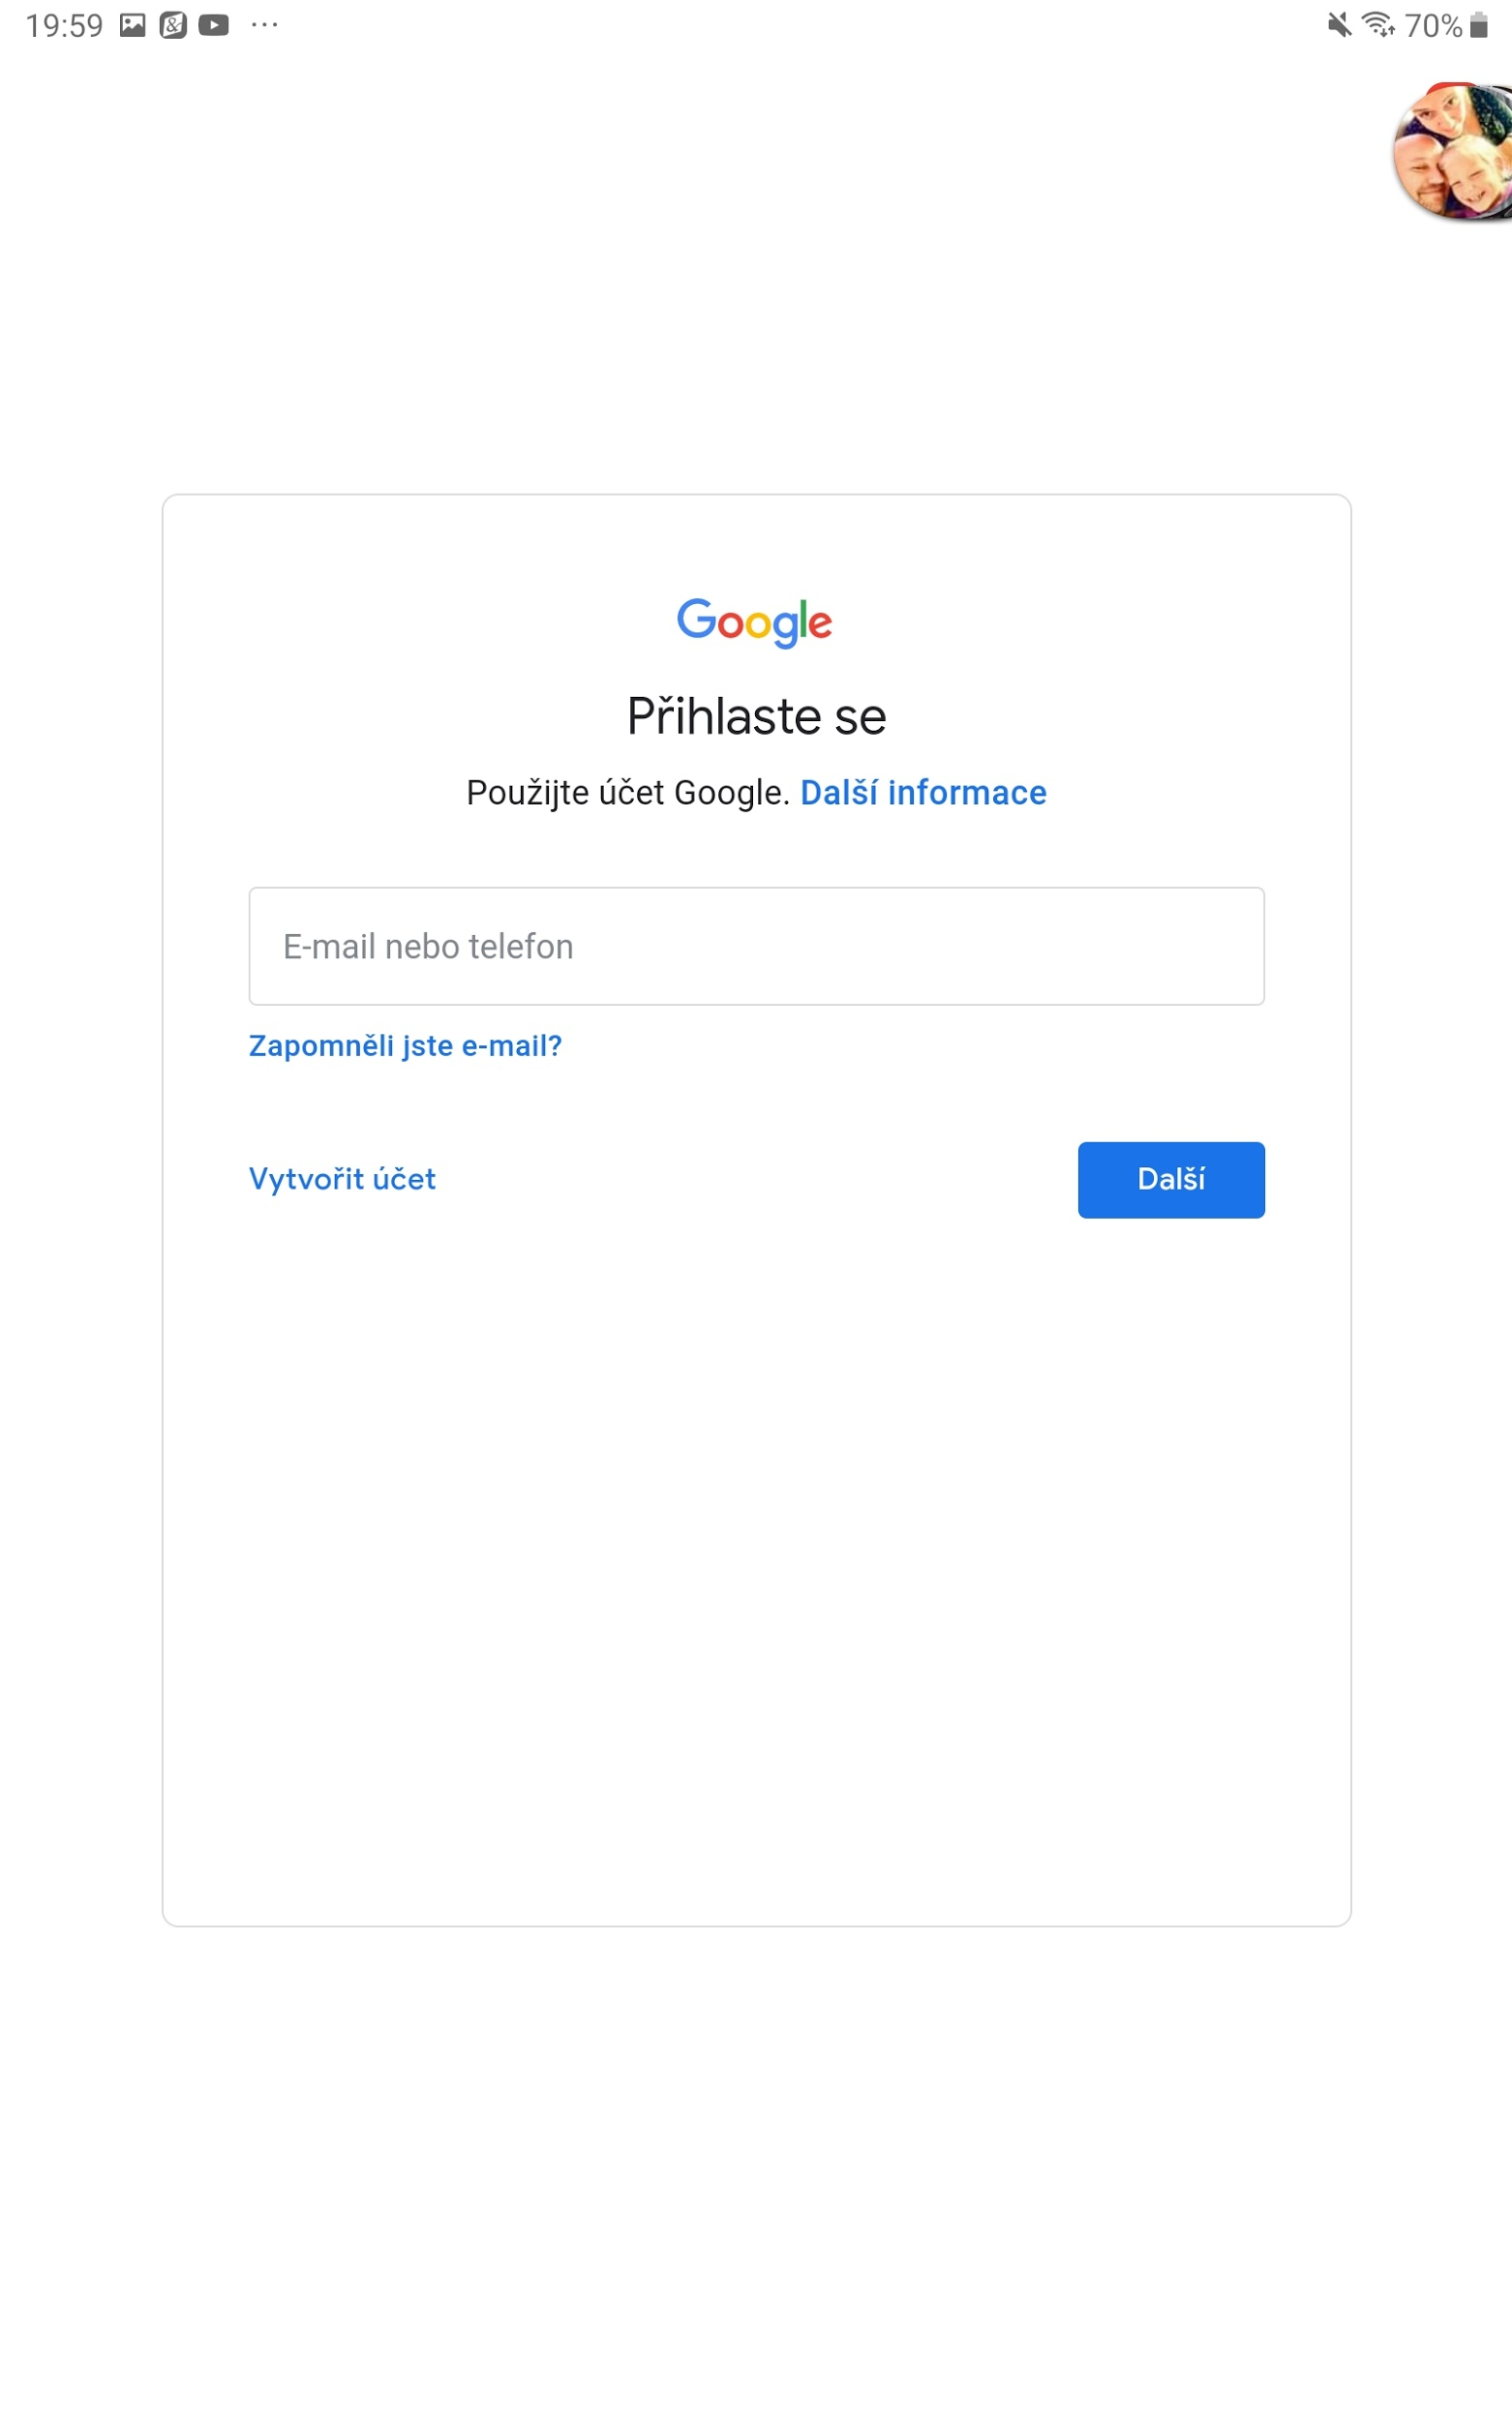 19:59 70%
Google
Přihlaste se
Použijte účet Google. Další informace
E-mail nebo telefon
Zapomněli jste e-mail?
Vytvořit účet Další